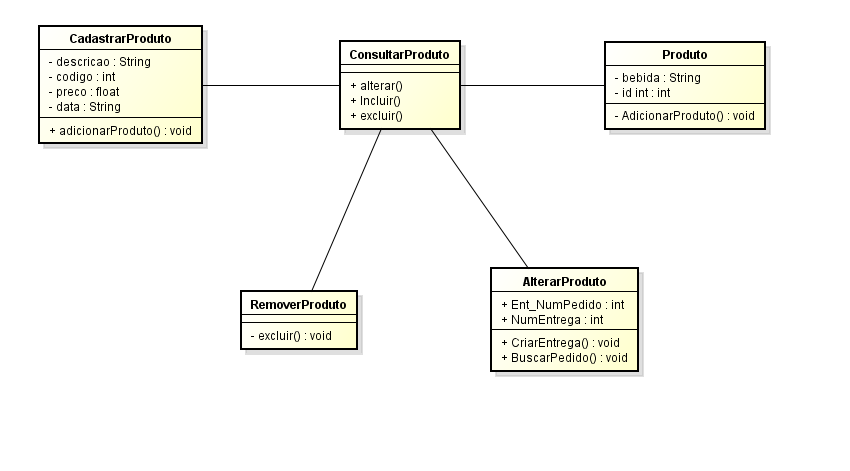 CadastrarProduto
- descricao : String
- codigo : int
- preco : float
- data : String
+ adicionarProduto() : void
ConsultarProduto
+ alterar()
+ Incluir()
+ excluir()
Produto
- bebida : String
- id int : int
- AdicionarProduto() : void
RemoverProduto
- excluir() : void
AlterarProduto
+ Ent_NumPedido : int
+ NumEntrega : int
+ CriarEntrega() : void
+ BuscarPedido() : void